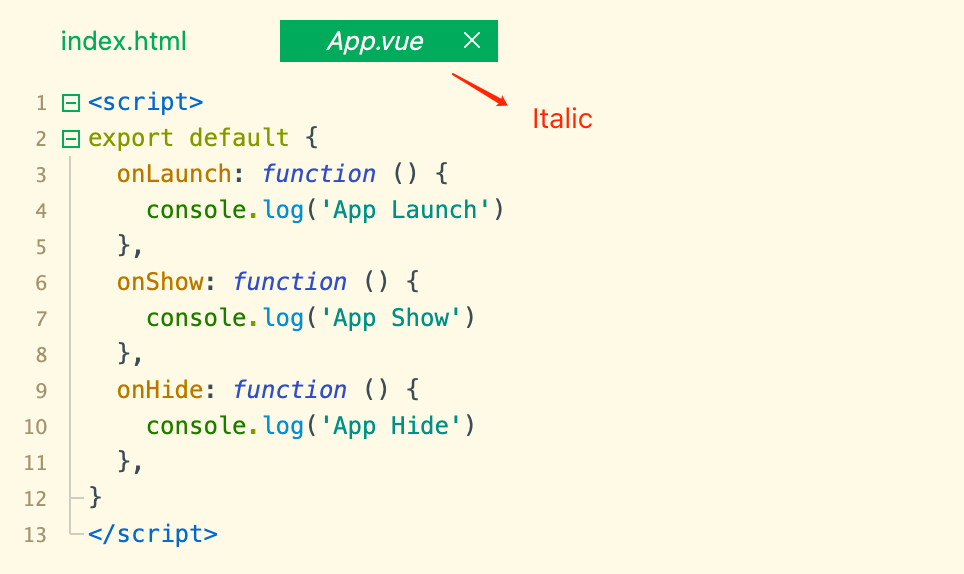 index.html App.vue
Italic
1 <script>
2 export default {
3   onLaunch: function () {
4     console.log('App Launch')
5   },
6   onShow: function () {
7     console.log('App Show')
8   },
9   onHide: function () {
10     console.log('App Hide')
11   },
12 }
13 </script>